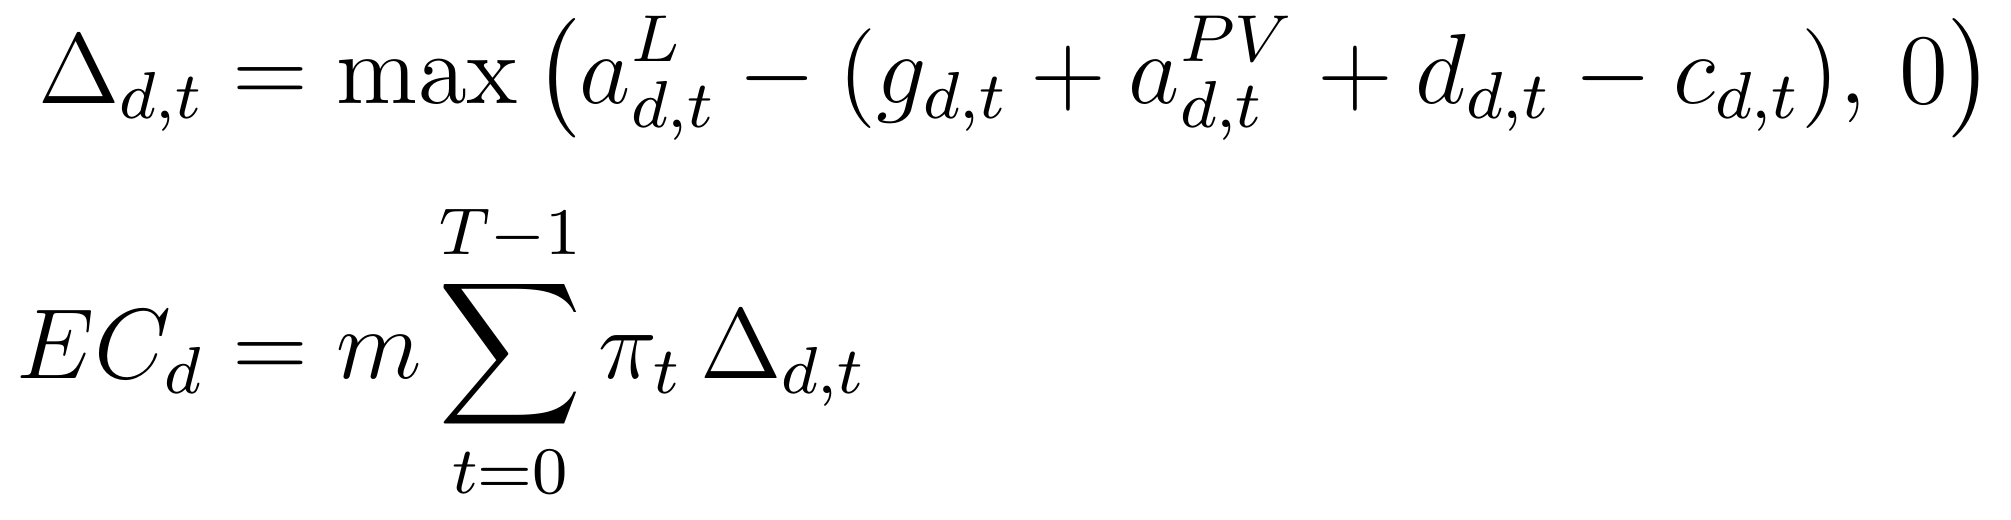 Δ_{d,t} = max (a^L_{d,t} − (g_{d,t} + a^{PV}_{d,t} + d_{d,t} − c_{d,t}), 0)
EC_d = m ∑_{t=0}^{T−1} π_t Δ_{d,t}